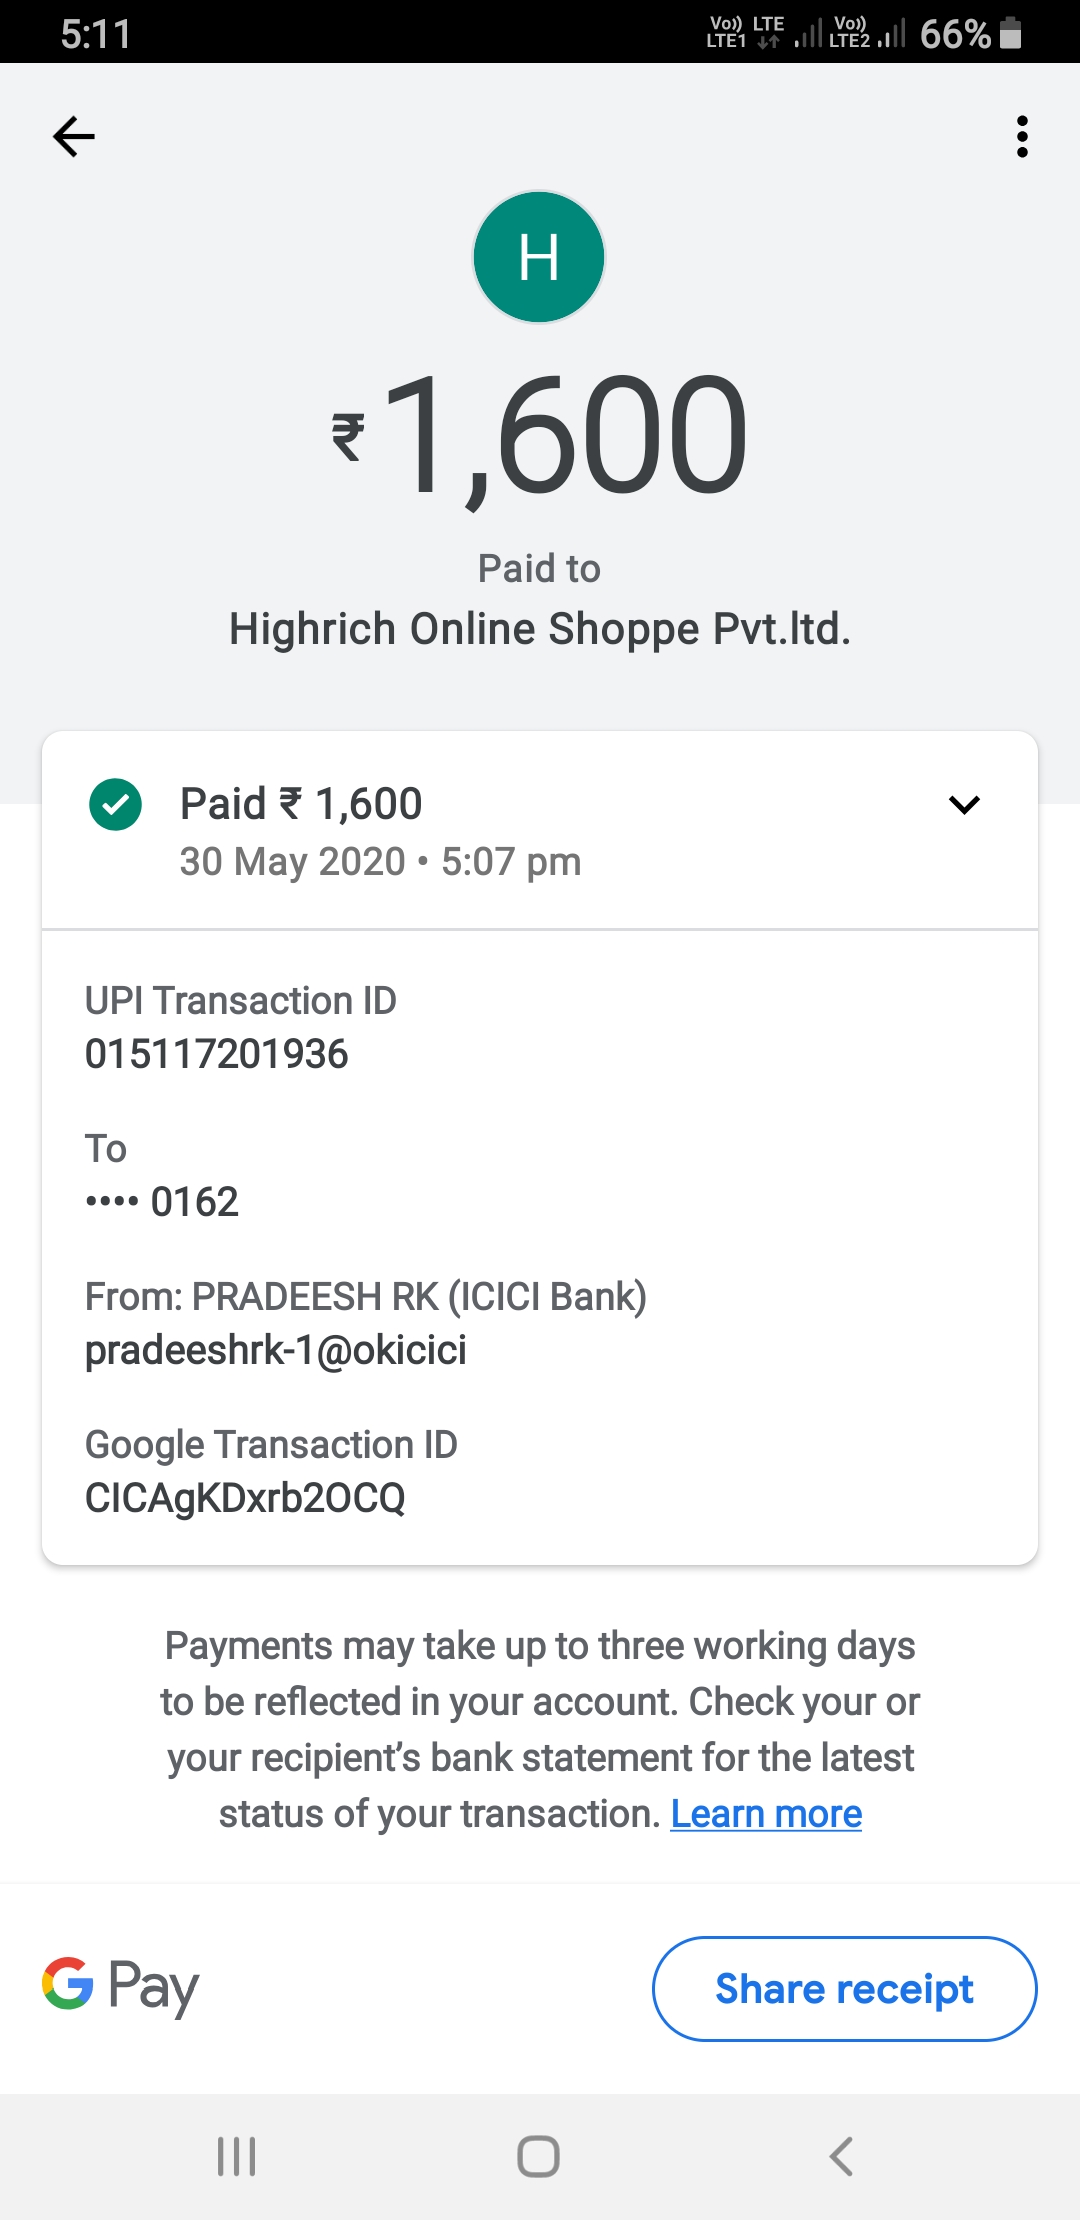 5:11
Vo)) LTE
LTE1
Vo))
LTE2
66%
H
₹1,600
Paid to
Highrich Online Shoppe Pvt.ltd.
Paid ₹ 1,600
30 May 2020 • 5:07 pm
UPI Transaction ID
015117201936
To
•••• 0162
From: PRADEESH RK (ICICI Bank)
pradeeshrk-1@okicici
Google Transaction ID
CICAgKDxrb2OCQ
Payments may take up to three working days
to be reflected in your account. Check your or
your recipient’s bank statement for the latest
status of your transaction. Learn more
G Pay
Share receipt